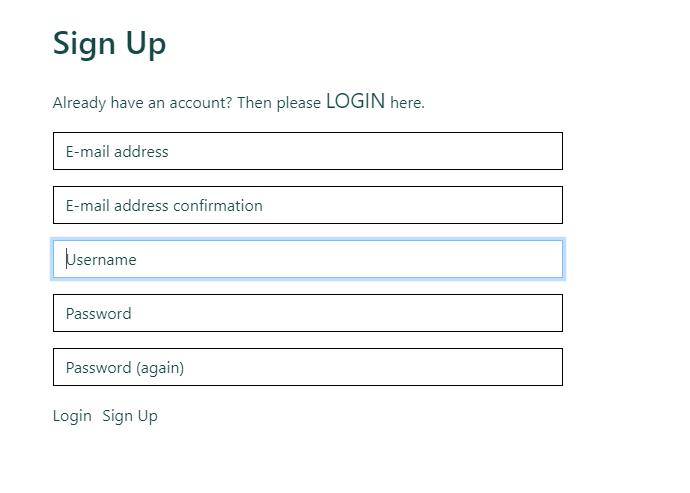 Sign Up
Already have an account? Then please LOGIN here.
E-mail address
E-mail address confirmation
Username
Password
Password (again)
Login Sign Up